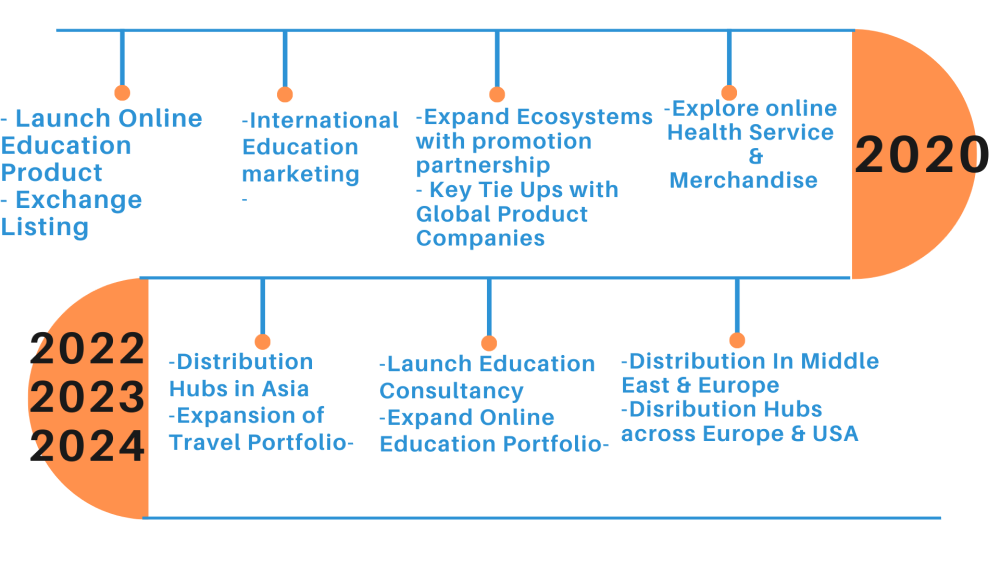 - Launch Online
Education
Product
- Exchange
Listing
-International
Education
marketing
-
-Expand Ecosystems
with promotion
partnership
- Key Tie Ups with
Global Product
Companies
-Explore online
Health Service
&
Merchandise
2020
2022
2023
2024
-Distribution
Hubs in Asia
-Expansion of
Travel Portfolio-
-Launch Education
Consultancy
-Expand Online
Education Portfolio-
-Distribution In Middle
East & Europe
-Disribution Hubs
across Europe & USA